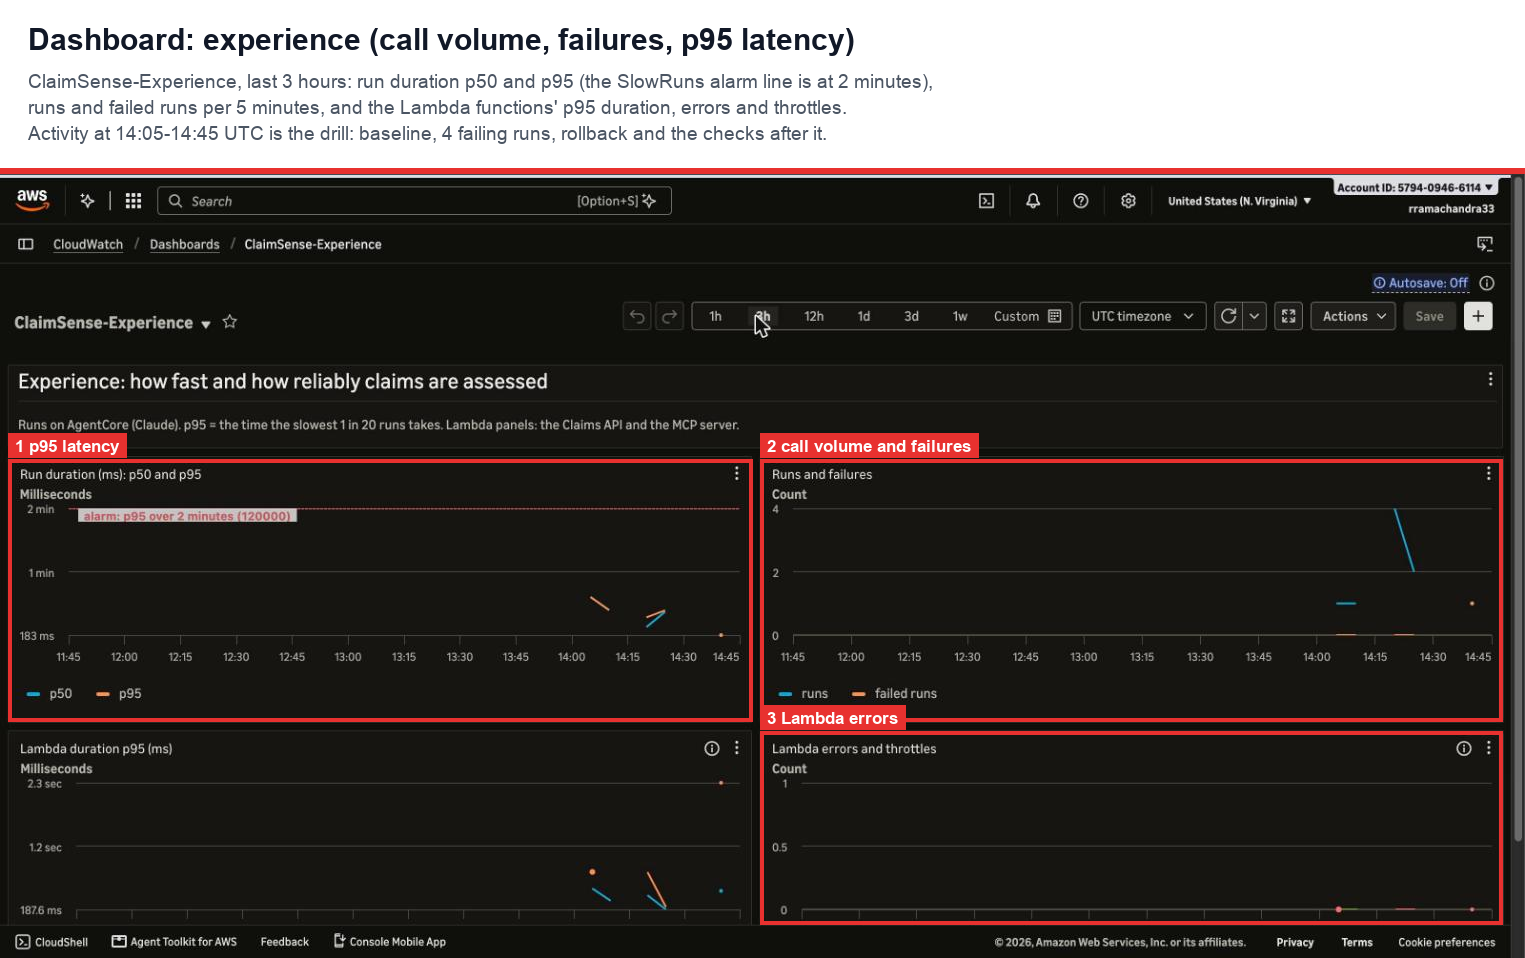 Dashboard: experience (call volume, failures, p95 latency)
ClaimSense-Experience, last 3 hours: run duration p50 and p95 (the SlowRuns alarm line is at 2 minutes),
runs and failed runs per 5 minutes, and the Lambda functions' p95 duration, errors and throttles.
Activity at 14:05-14:45 UTC is the drill: baseline, 4 failing runs, rollback and the checks after it.
aws
Search
[Option+S]
United States (N. Virginia)
Account ID: 5794-0946-6114
rramachandra33
CloudWatch / Dashboards / ClaimSense-Experience
Autosave: Off
ClaimSense-Experience
1h 3h 12h 1d 3d 1w Custom
UTC timezone
Actions
Save
Experience: how fast and how reliably claims are assessed
Runs on AgentCore (Claude). p95 = the time the slowest 1 in 20 runs takes. Lambda panels: the Claims API and the MCP server.
1 p95 latency
Run duration (ms): p50 and p95
Milliseconds
2 min
alarm: p95 over 2 minutes (120000)
1 min
183 ms
11:45 12:00 12:15 12:30 12:45 13:00 13:15 13:30 13:45 14:00 14:15 14:30 14:45
p50 p95
2 call volume and failures
Runs and failures
Count
4
2
0
11:45 12:00 12:15 12:30 12:45 13:00 13:15 13:30 13:45 14:00 14:15 14:30 14:45
runs failed runs
Lambda duration p95 (ms)
Milliseconds
2.3 sec
1.2 sec
187.6 ms
3 Lambda errors
Lambda errors and throttles
Count
1
0.5
0
CloudShell
Agent Toolkit for AWS
Feedback
Console Mobile App
© 2026, Amazon Web Services, Inc. or its affiliates.
Privacy
Terms
Cookie preferences